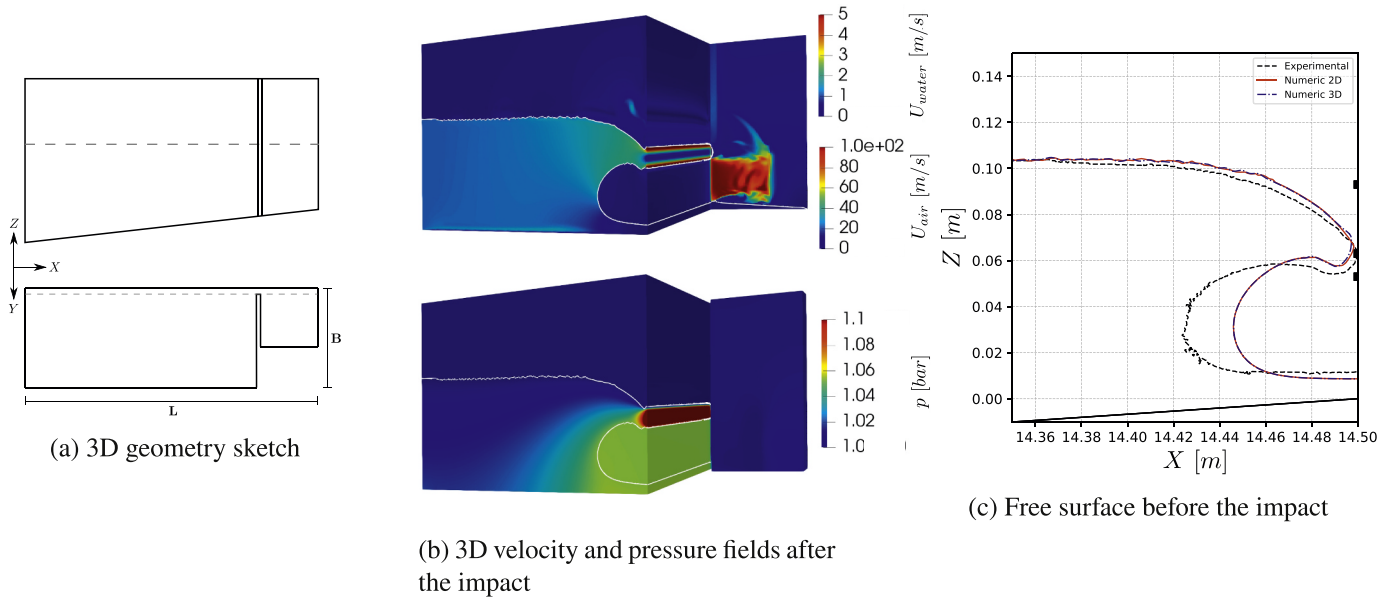 Z
X
Y
B
L
(a) 3D geometry sketch
5
4
3
2
1
0
U_water [m/s]
1.0e+02
80
60
40
20
0
U_air [m/s]
1.1
1.08
1.06
1.04
1.02
1.0
p [bar]
(b) 3D velocity and pressure fields after
the impact
Experimental
Numeric 2D
Numeric 3D
0.14
0.12
0.10
0.08
0.06
0.04
0.02
0.00
Z [m]
14.36 14.38 14.40 14.42 14.44 14.46 14.48 14.50
X [m]
(c) Free surface before the impact